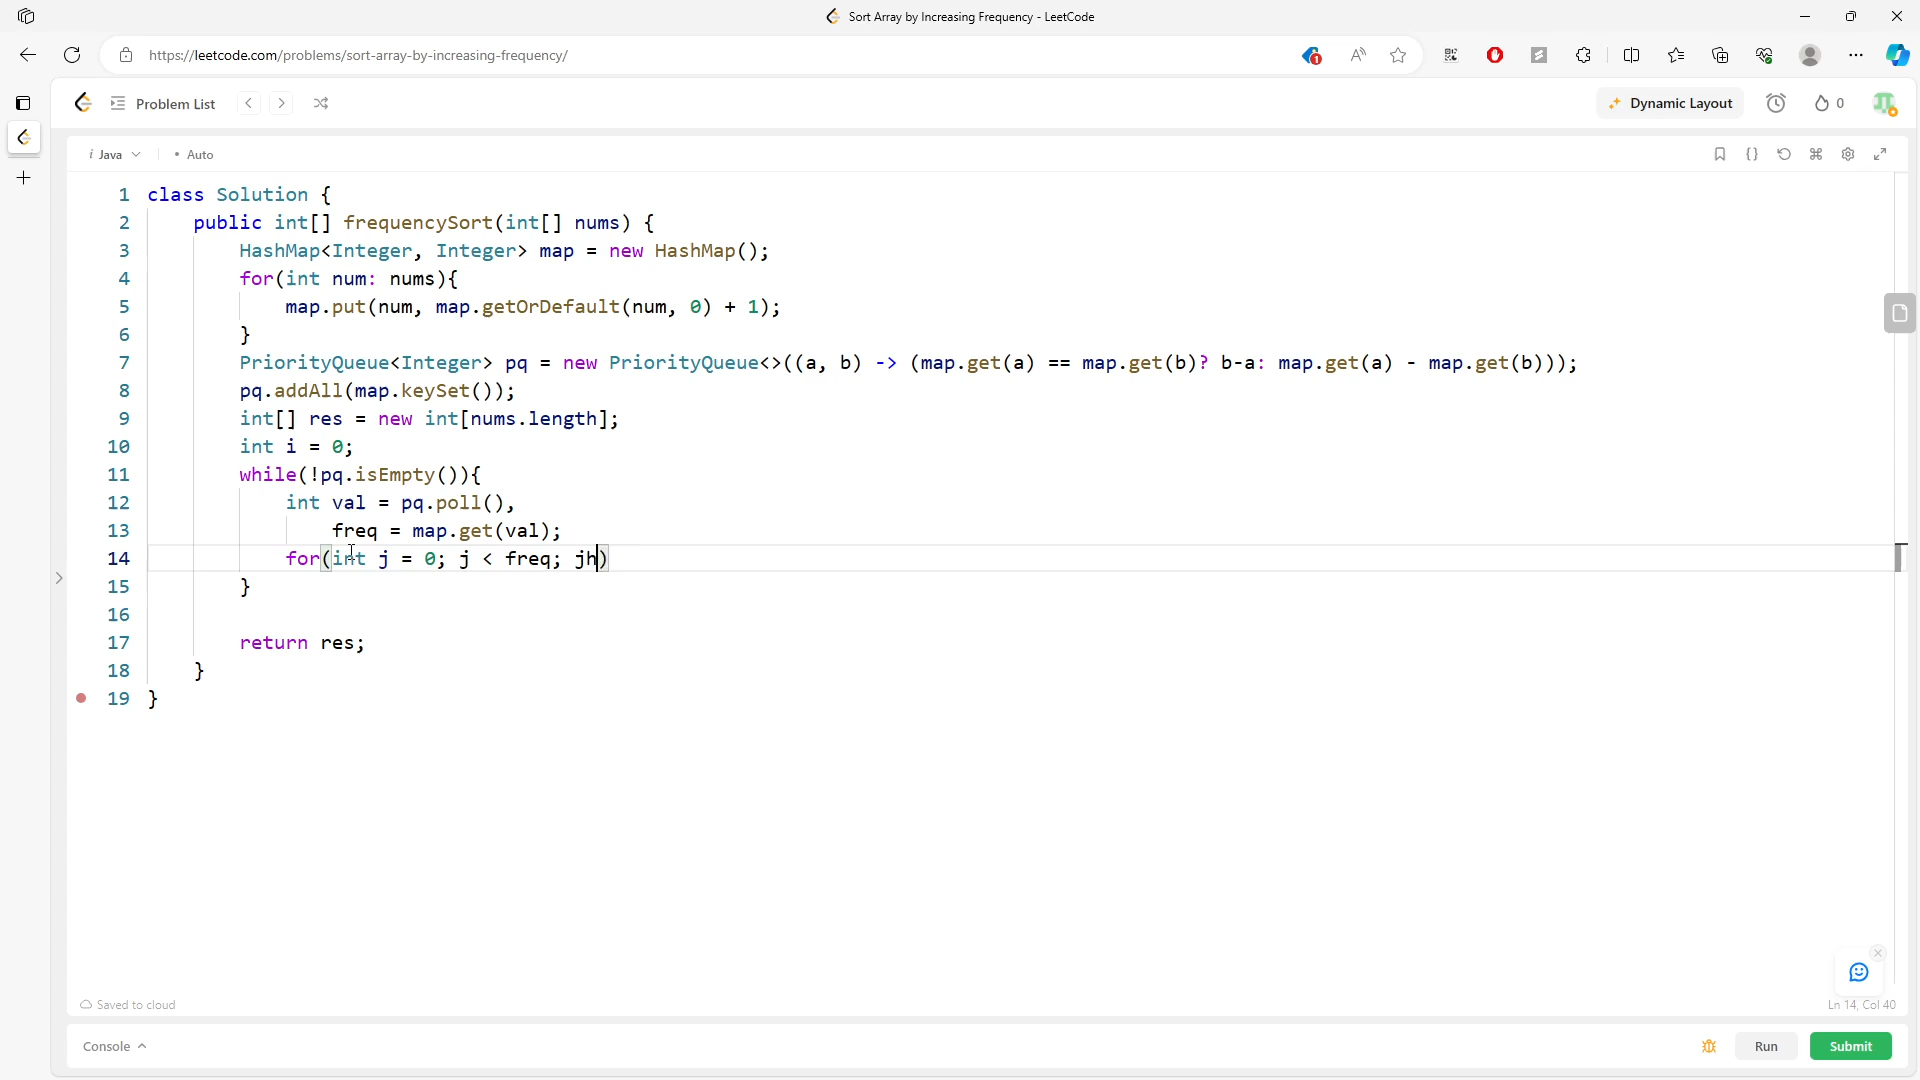 Sort Array by Increasing Frequency - LeetCode
https://leetcode.com/problems/sort-array-by-increasing-frequency/
1
Problem List
Dynamic Layout
0
i Java
• Auto
1 class Solution {
2 public int[] frequencySort(int[] nums) {
3 HashMap<Integer, Integer> map = new HashMap();
4 for(int num: nums){
5 map.put(num, map.getOrDefault(num, 0) + 1);
6 }
7 PriorityQueue<Integer> pq = new PriorityQueue<>((a, b) -> (map.get(a) == map.get(b)? b-a: map.get(a) - map.get(b)));
8 pq.addAll(map.keySet());
9 int[] res = new int[nums.length];
10 int i = 0;
11 while(!pq.isEmpty()){
12 int val = pq.poll(),
13 freq = map.get(val);
14 for(int j = 0; j < freq; jh)
15 }
16
17 return res;
18 }
19 }
Saved to cloud
Ln 14, Col 40
Console
Run
Submit